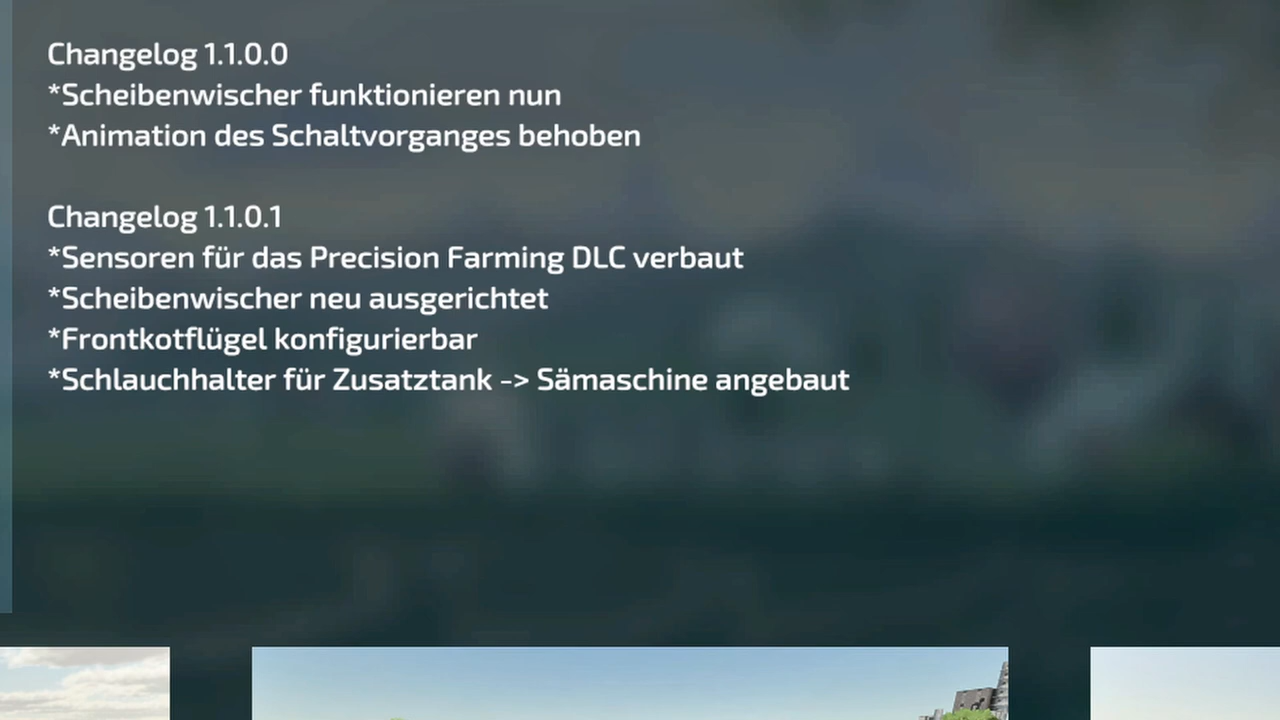 Changelog 1.1.0.0
*Scheibenwischer funktionieren nun
*Animation des Schaltvorganges behoben
Changelog 1.1.0.1
*Sensoren für das Precision Farming DLC verbaut
*Scheibenwischer neu ausgerichtet
*Frontkotflügel konfigurierbar
*Schlauchhalter für Zusatztank -> Sämaschine angebaut